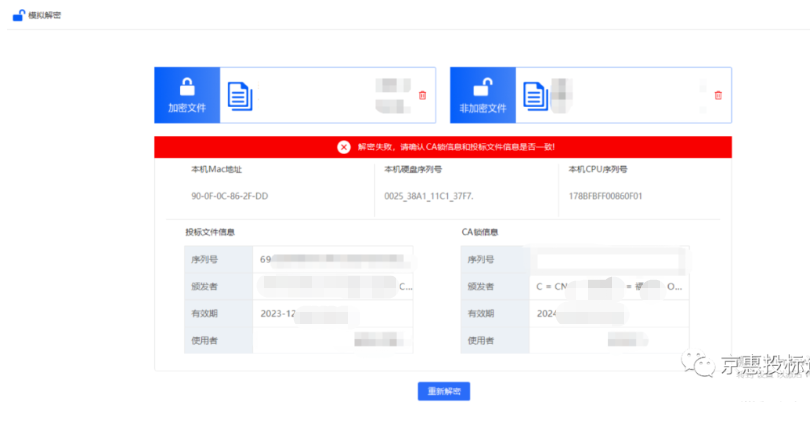 模拟解密
加密文件
非加密文件
解密失败，请确认CA锁信息和投标文件信息是否一致!
本机Mac地址 本机硬盘序列号 本机CPU序列号
90-0F-0C-86-2F-DD 0025_38A1_11C1_37F7. 178BFBFF00860F01
投标文件信息 CA锁信息
序列号 69 序列号
颁发者 C... 颁发者 C = CN = O...
有效期 2023-12 有效期 2024
使用者 使用者
京惠投标
重新解密